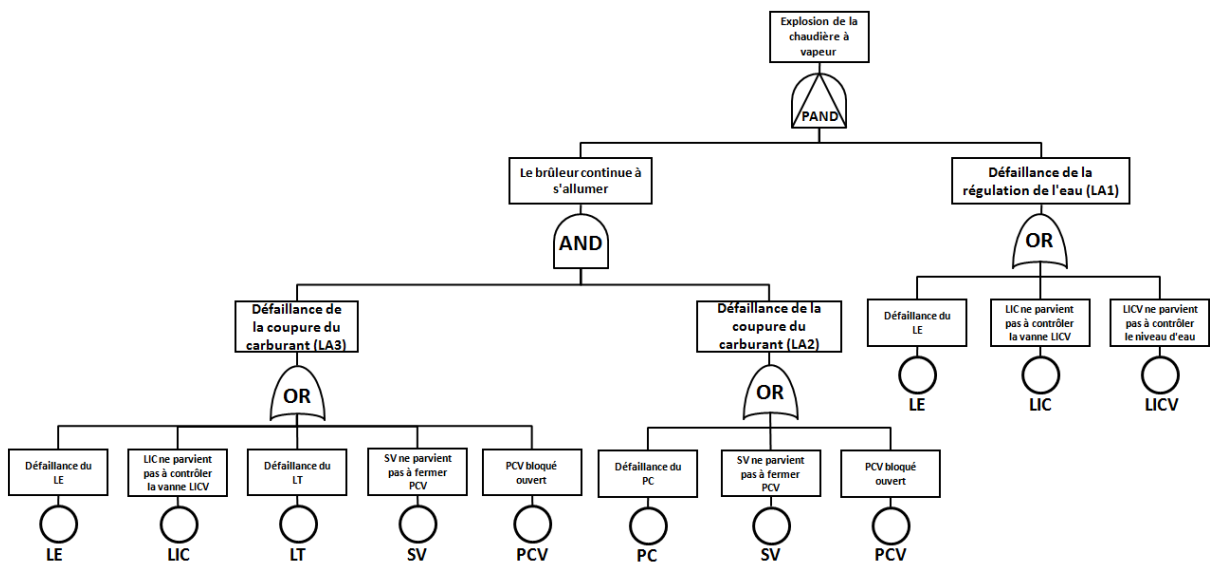 Explosion de la
chaudière à
vapeur
PAND
Le brûleur continue à
s'allumer
Défaillance de la
régulation de l'eau (LA1)
AND
OR
Défaillance de
la coupure du
carburant (LA3)
Défaillance de la
coupure du
carburant (LA2)
Défaillance du
LE
LIC ne parvient
pas à contrôler
la vanne LICV
LICV ne parvient
pas à contrôler
le niveau d'eau
OR
OR
LE
LIC
LICV
Défaillance du
LE
LIC ne parvient
pas à contrôler
la vanne LICV
Défaillance du
LT
SV ne parvient
pas à fermer
PCV
PCV bloqué
ouvert
Défaillance du
PC
SV ne parvient
pas à fermer
PCV
PCV bloqué
ouvert
LE
LIC
LT
SV
PCV
PC
SV
PCV